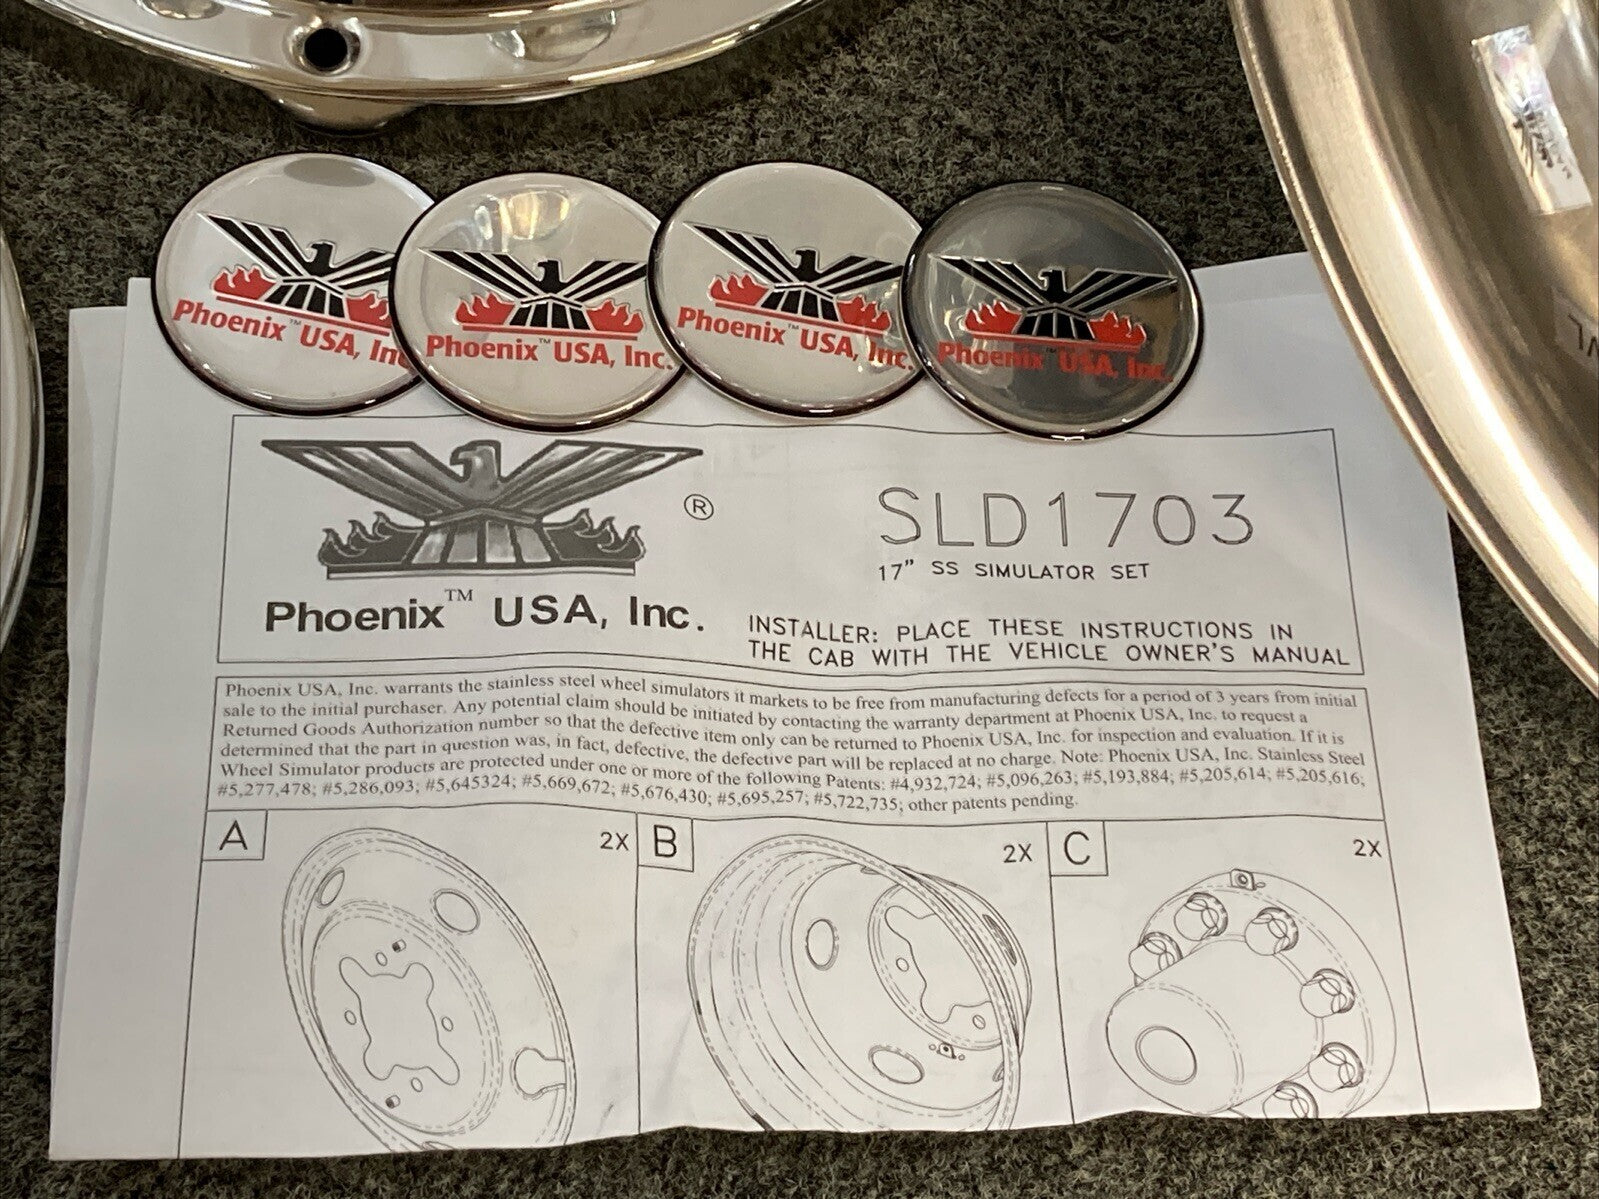 Phoenix™ USA, Inc
Phoenix™ USA, Inc.
Phoenix™ USA, Inc.
Phoenix™ USA, Inc.
®
SLD1703
17" SS SIMULATOR SET
Phoenix™ USA, Inc.
INSTALLER: PLACE THESE INSTRUCTIONS IN
THE CAB WITH THE VEHICLE OWNER'S MANUAL
Phoenix USA, Inc. warrants the stainless steel wheel simulators it markets to be free from manufacturing defects for a period of 3 years from initial
sale to the initial purchaser. Any potential claim should be initiated by contacting the warranty department at Phoenix USA, Inc. to request a
Returned Goods Authorization number so that the defective item only can be returned to Phoenix USA, Inc. for inspection and evaluation. If it is
determined that the part in question was, in fact, defective, the defective part will be replaced at no charge. Note: Phoenix USA, Inc. Stainless Steel
Wheel Simulator products are protected under one or more of the following Patents: #4,932,724; #5,096,263; #5,193,884; #5,205,614; #5,205,616;
#5,277,478; #5,286,093; #5,645324; #5,669,672; #5,676,430; #5,695,257; #5,722,735; other patents pending.
A 2X
B 2X
C 2X